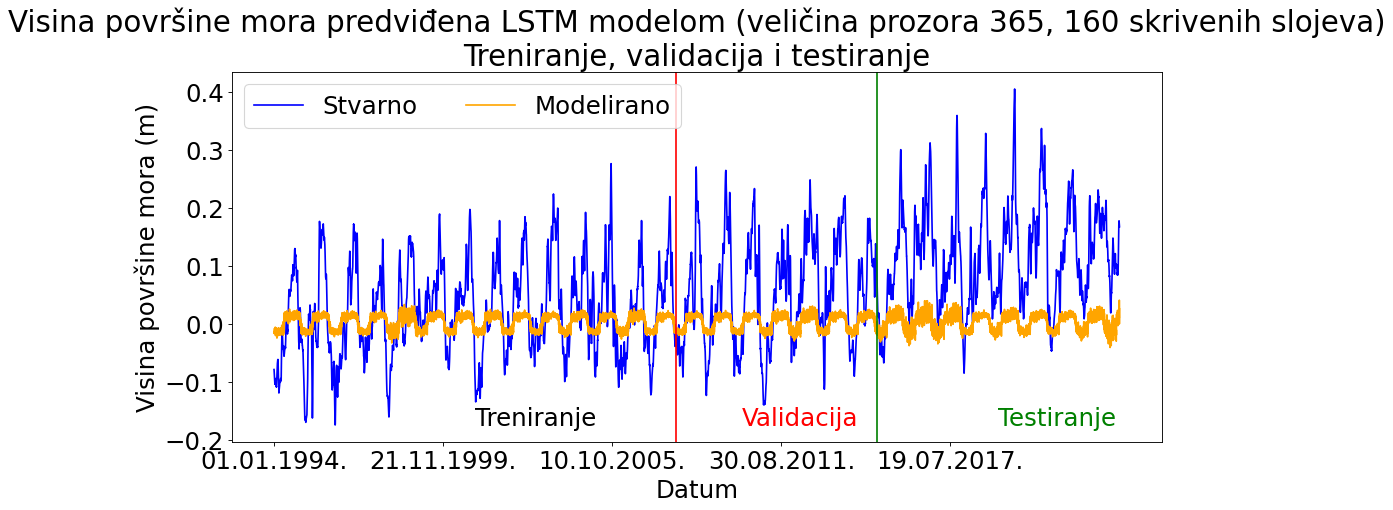 Visina površine mora predviđena LSTM modelom (veličina prozora 365, 160 skrivenih slojeva)
Treniranje, validacija i testiranje
Stvarno
Modelirano
Visina površine mora (m)
0.4
0.3
0.2
0.1
0.0
−0.1
−0.2
Treniranje
Validacija
Testiranje
01.01.1994.
21.11.1999.
10.10.2005.
30.08.2011.
19.07.2017.
Datum